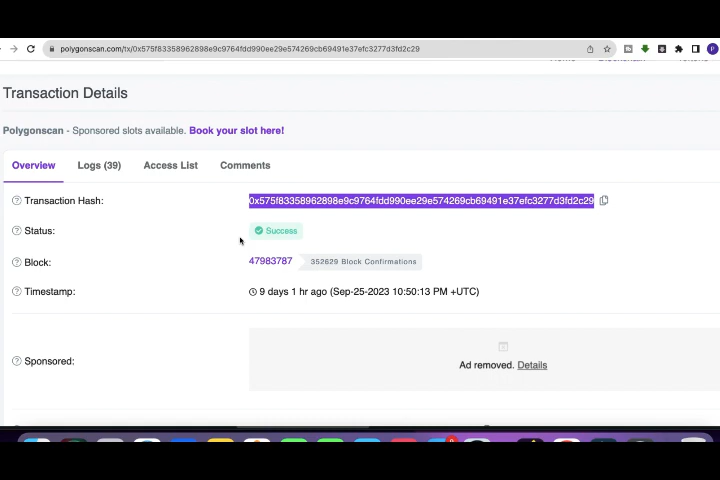 polygonscan.com/tx/0x575f83358962898e9c9764fdd990ee29e574269cb69491e37efc3277d3fd2c29
Transaction Details
Polygonscan - Sponsored slots available. Book your slot here!
Overview Logs (39) Access List Comments
Transaction Hash: 0x575f83358962898e9c9764fdd990ee29e574269cb69491e37efc3277d3fd2c29
Status: Success
Block: 47983787 352629 Block Confirmations
Timestamp: 9 days 1 hr ago (Sep-25-2023 10:50:13 PM +UTC)
Sponsored: Ad removed. Details